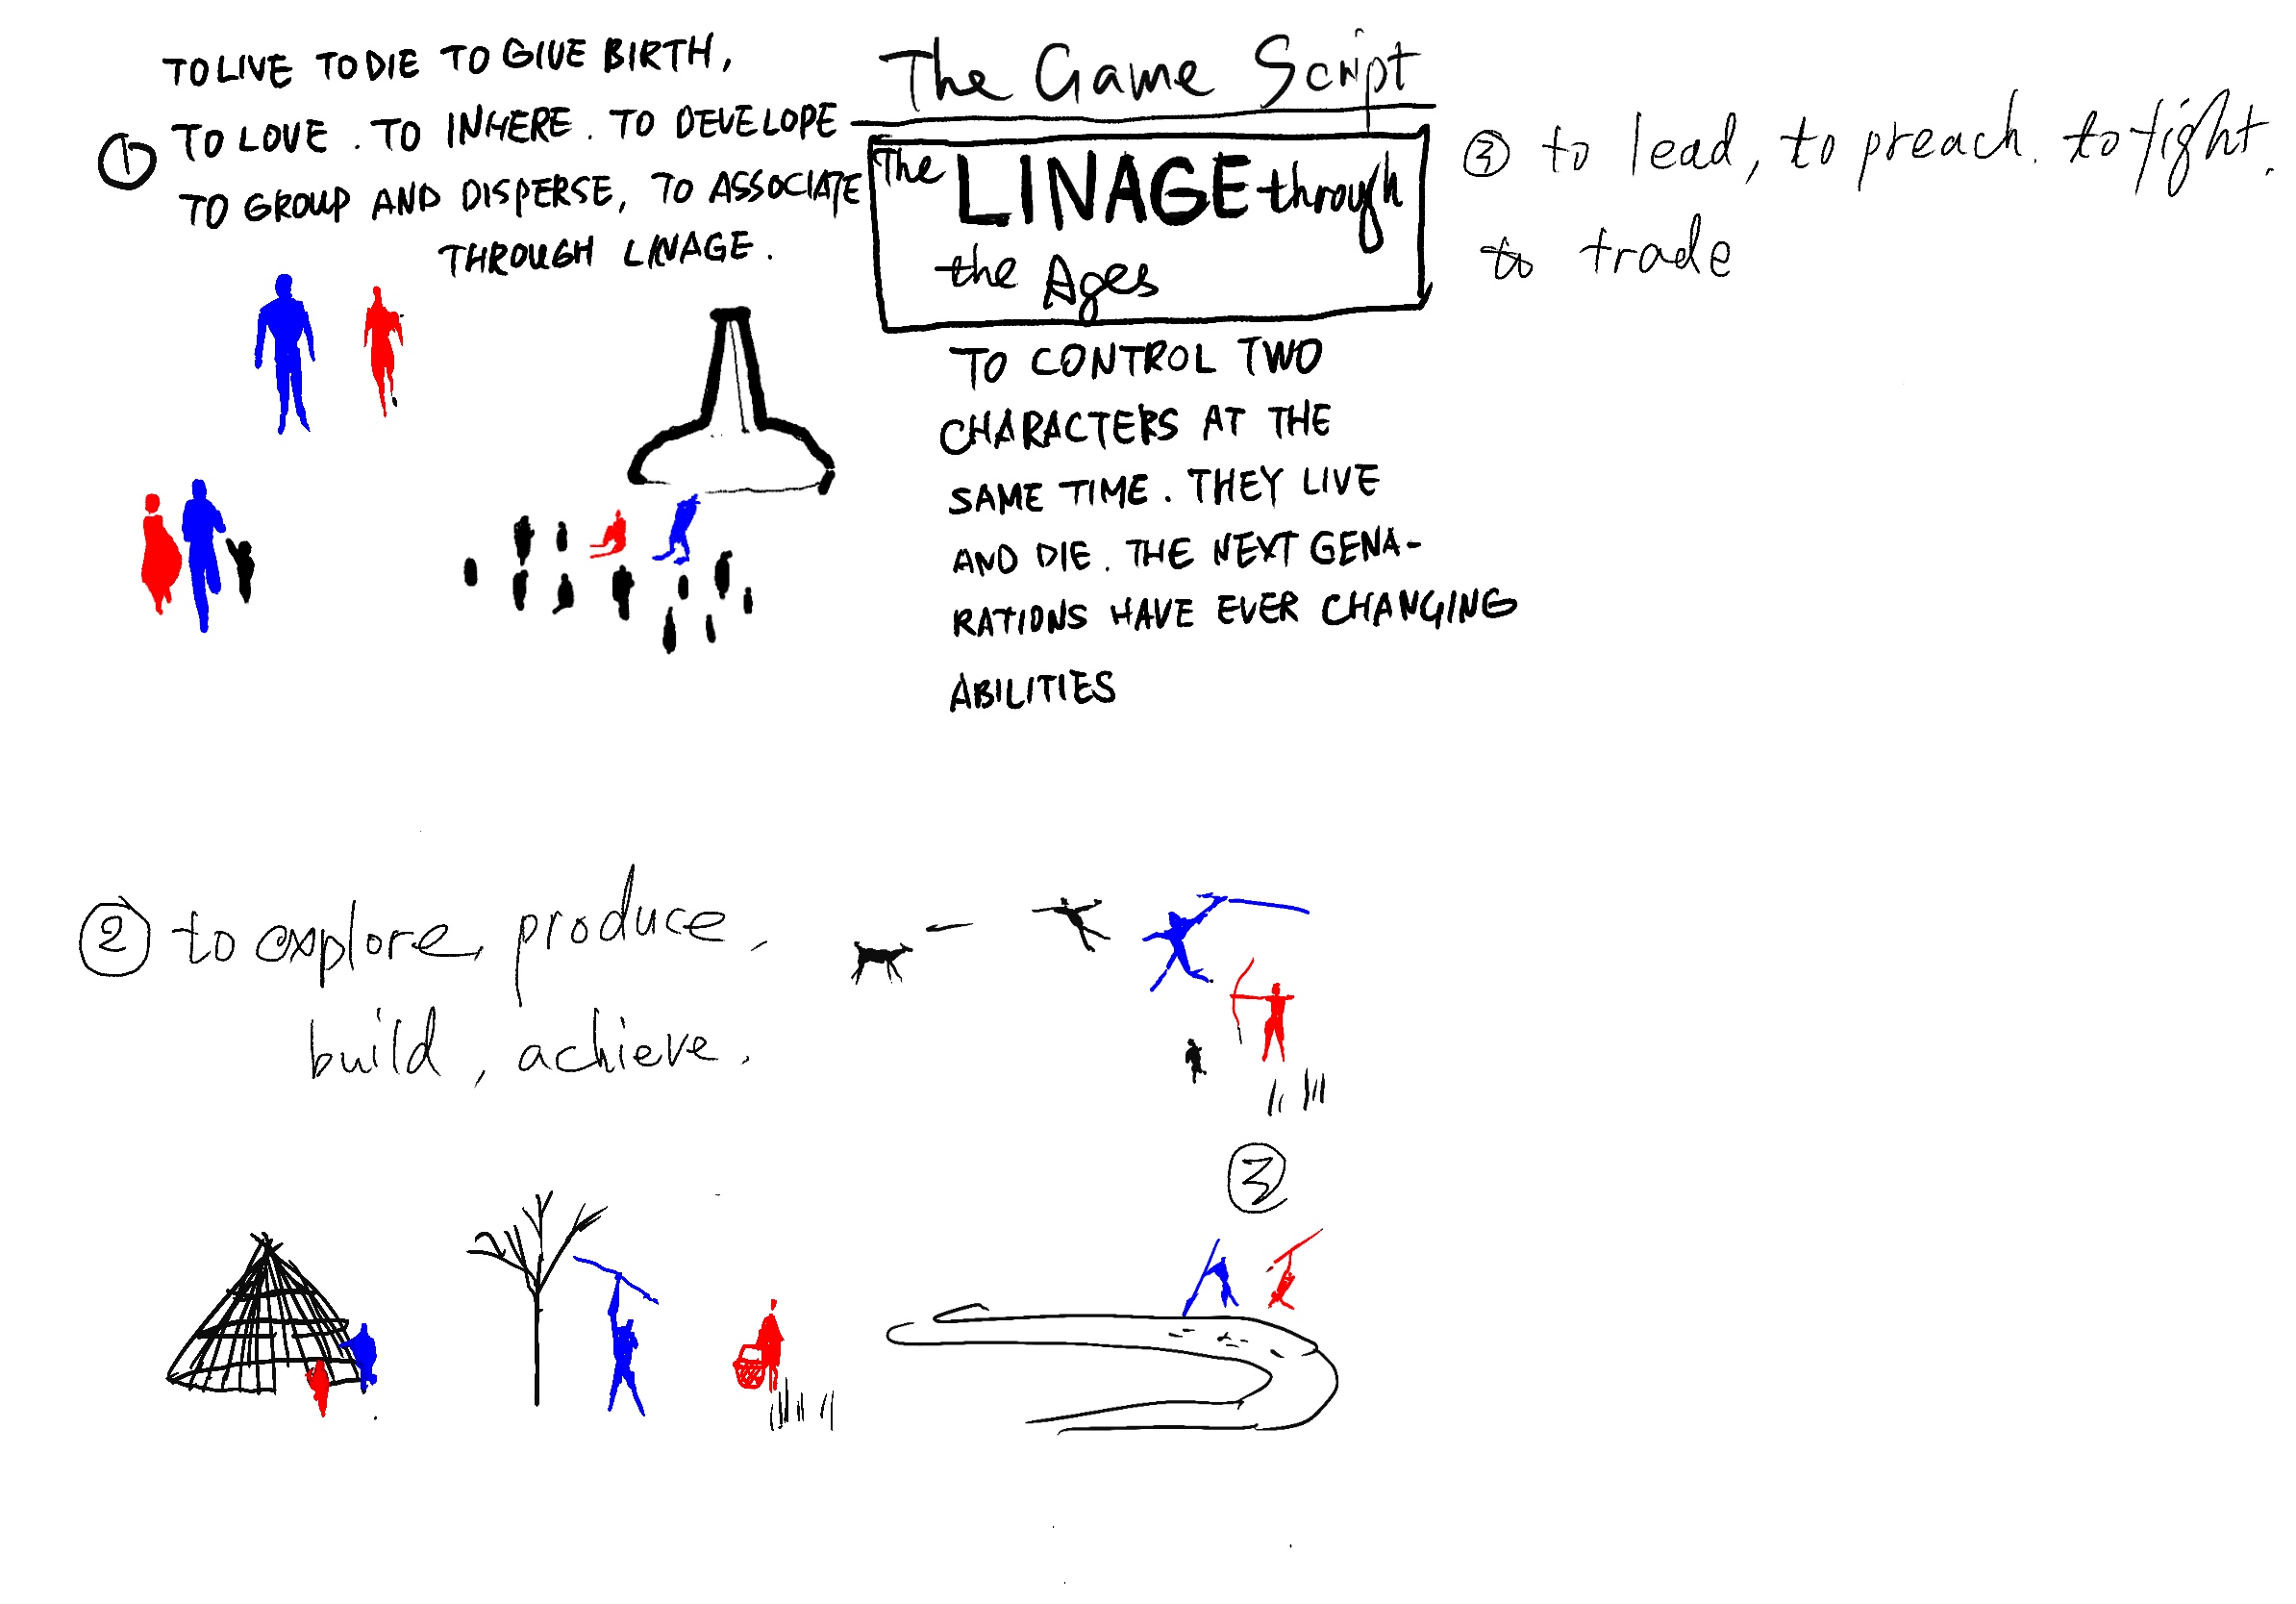 The Game Script
The LINAGE through
the Ages
TO CONTROL TWO
CHARACTERS AT THE
SAME TIME. THEY LIVE
AND DIE. THE NEXT GENA-
RATIONS HAVE EVER CHANGING
ABILITIES
① TO LIVE TO DIE TO GIVE BIRTH,
TO LOVE. TO INHERE. TO DEVELOPE
TO GROUP AND DISPERSE, TO ASSOCIATE
THROUGH LINAGE.
② to explore, produce,
build, achieve.
③ to lead, to preach. to fight.
to trade
③